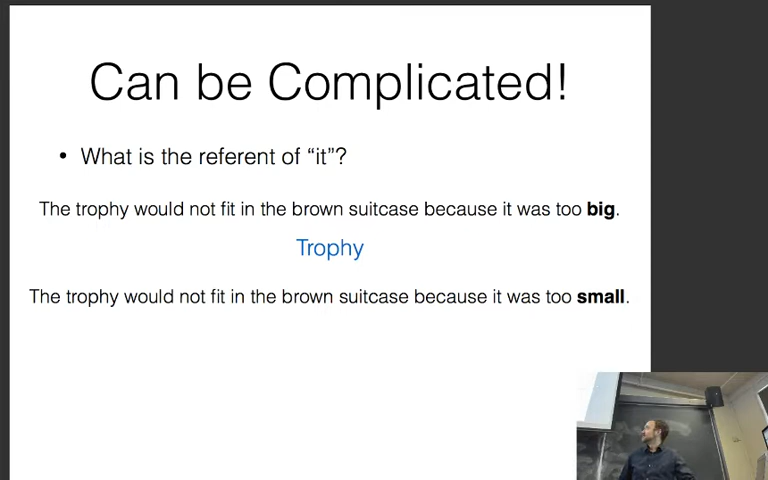 Can be Complicated!
• What is the referent of “it”?
The trophy would not fit in the brown suitcase because it was too big.
Trophy
The trophy would not fit in the brown suitcase because it was too small.